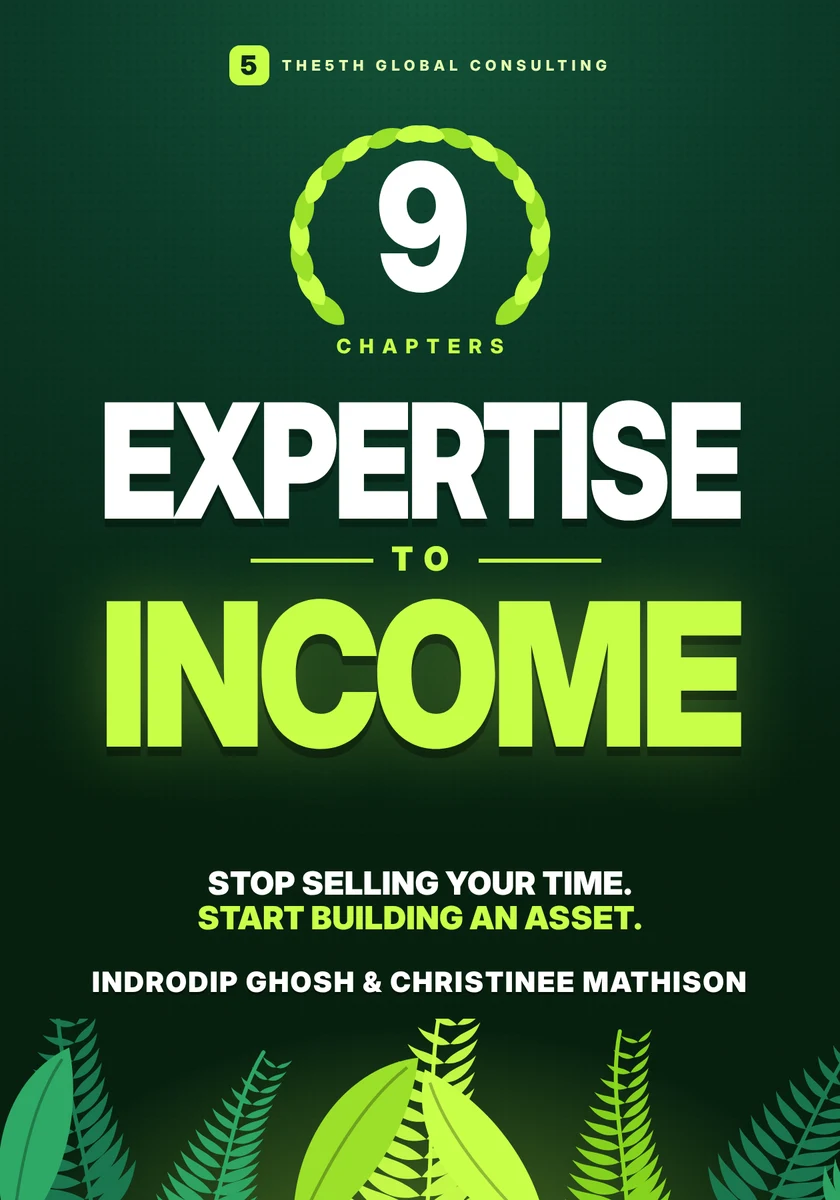 5 THE5TH GLOBAL CONSULTING
9
CHAPTERS
EXPERTISE
TO
INCOME
STOP SELLING YOUR TIME.
START BUILDING AN ASSET.
INDRODIP GHOSH & CHRISTINEE MATHISON